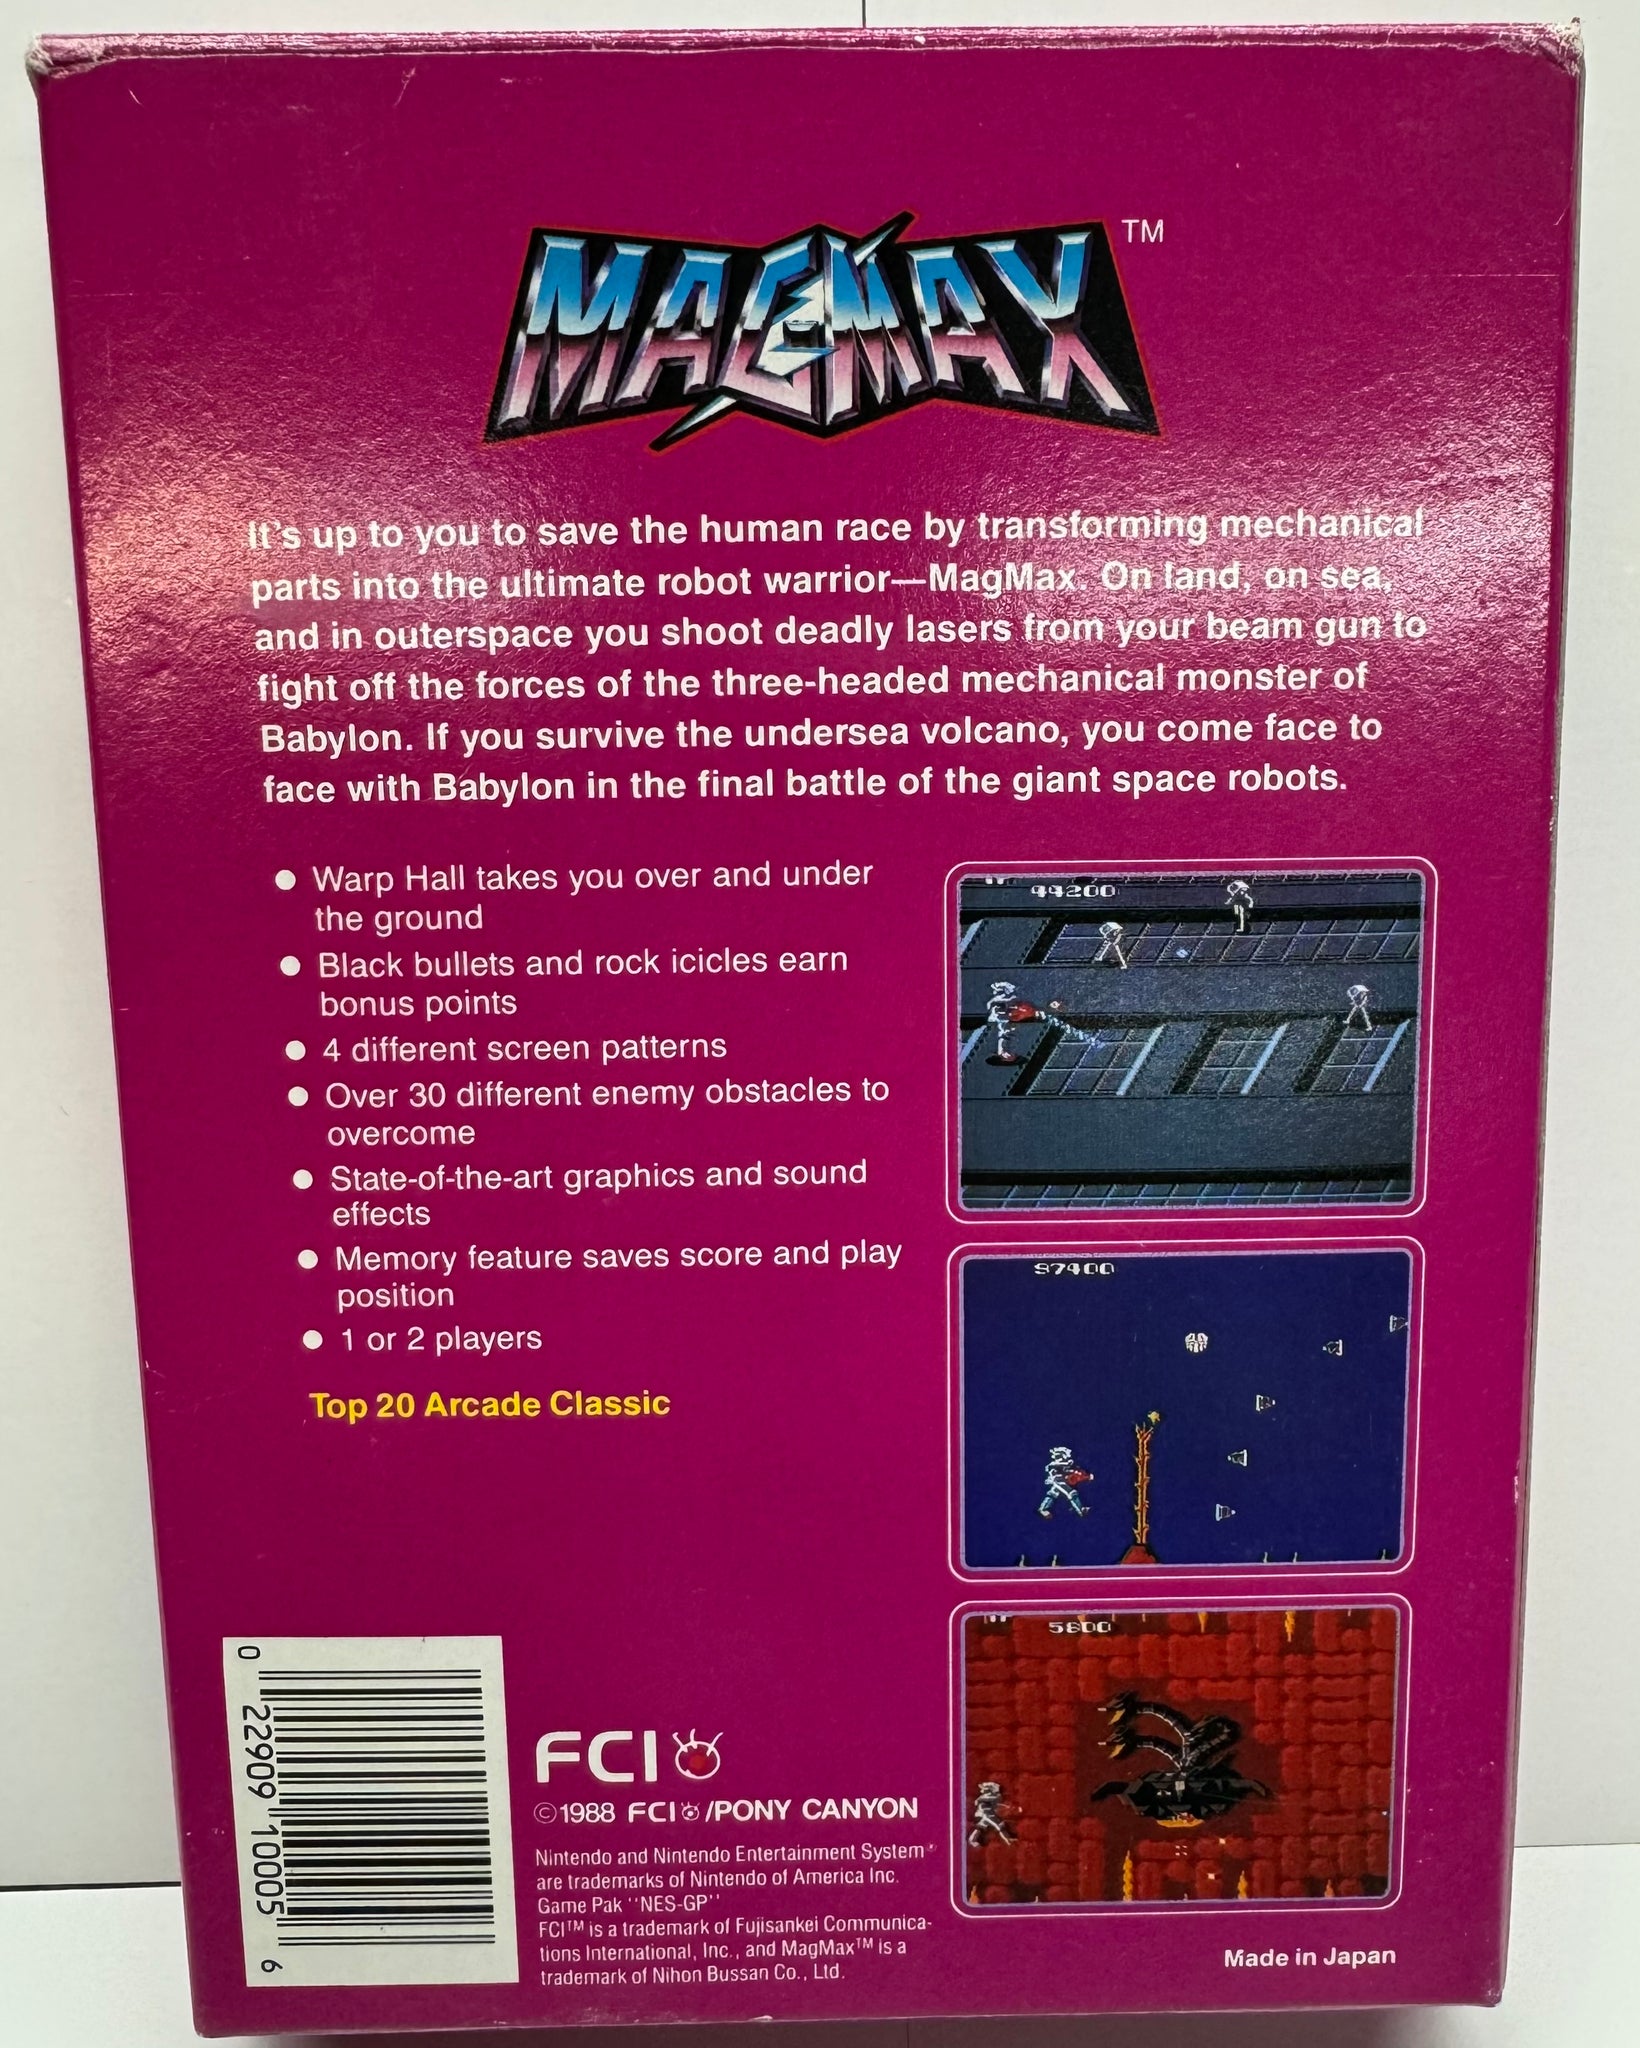 MAGMAX TM
It's up to you to save the human race by transforming mechanical
parts into the ultimate robot warrior—MagMax. On land, on sea,
and in outerspace you shoot deadly lasers from your beam gun to
fight off the forces of the three-headed mechanical monster of
Babylon. If you survive the undersea volcano, you come face to
face with Babylon in the final battle of the giant space robots.
● Warp Hall takes you over and under
the ground
● Black bullets and rock icicles earn
bonus points
● 4 different screen patterns
● Over 30 different enemy obstacles to
overcome
● State-of-the-art graphics and sound
effects
● Memory feature saves score and play
position
● 1 or 2 players
Top 20 Arcade Classic
44200
97400
5800
0 22909 10005 6
FCI
©1988 FCI /PONY CANYON
Nintendo and Nintendo Entertainment System®
are trademarks of Nintendo of America Inc.
Game Pak "NES-GP"
FCI™ is a trademark of Fujisankei Communica-
tions International, Inc., and MagMax™ is a
trademark of Nihon Bussan Co., Ltd.
Made in Japan